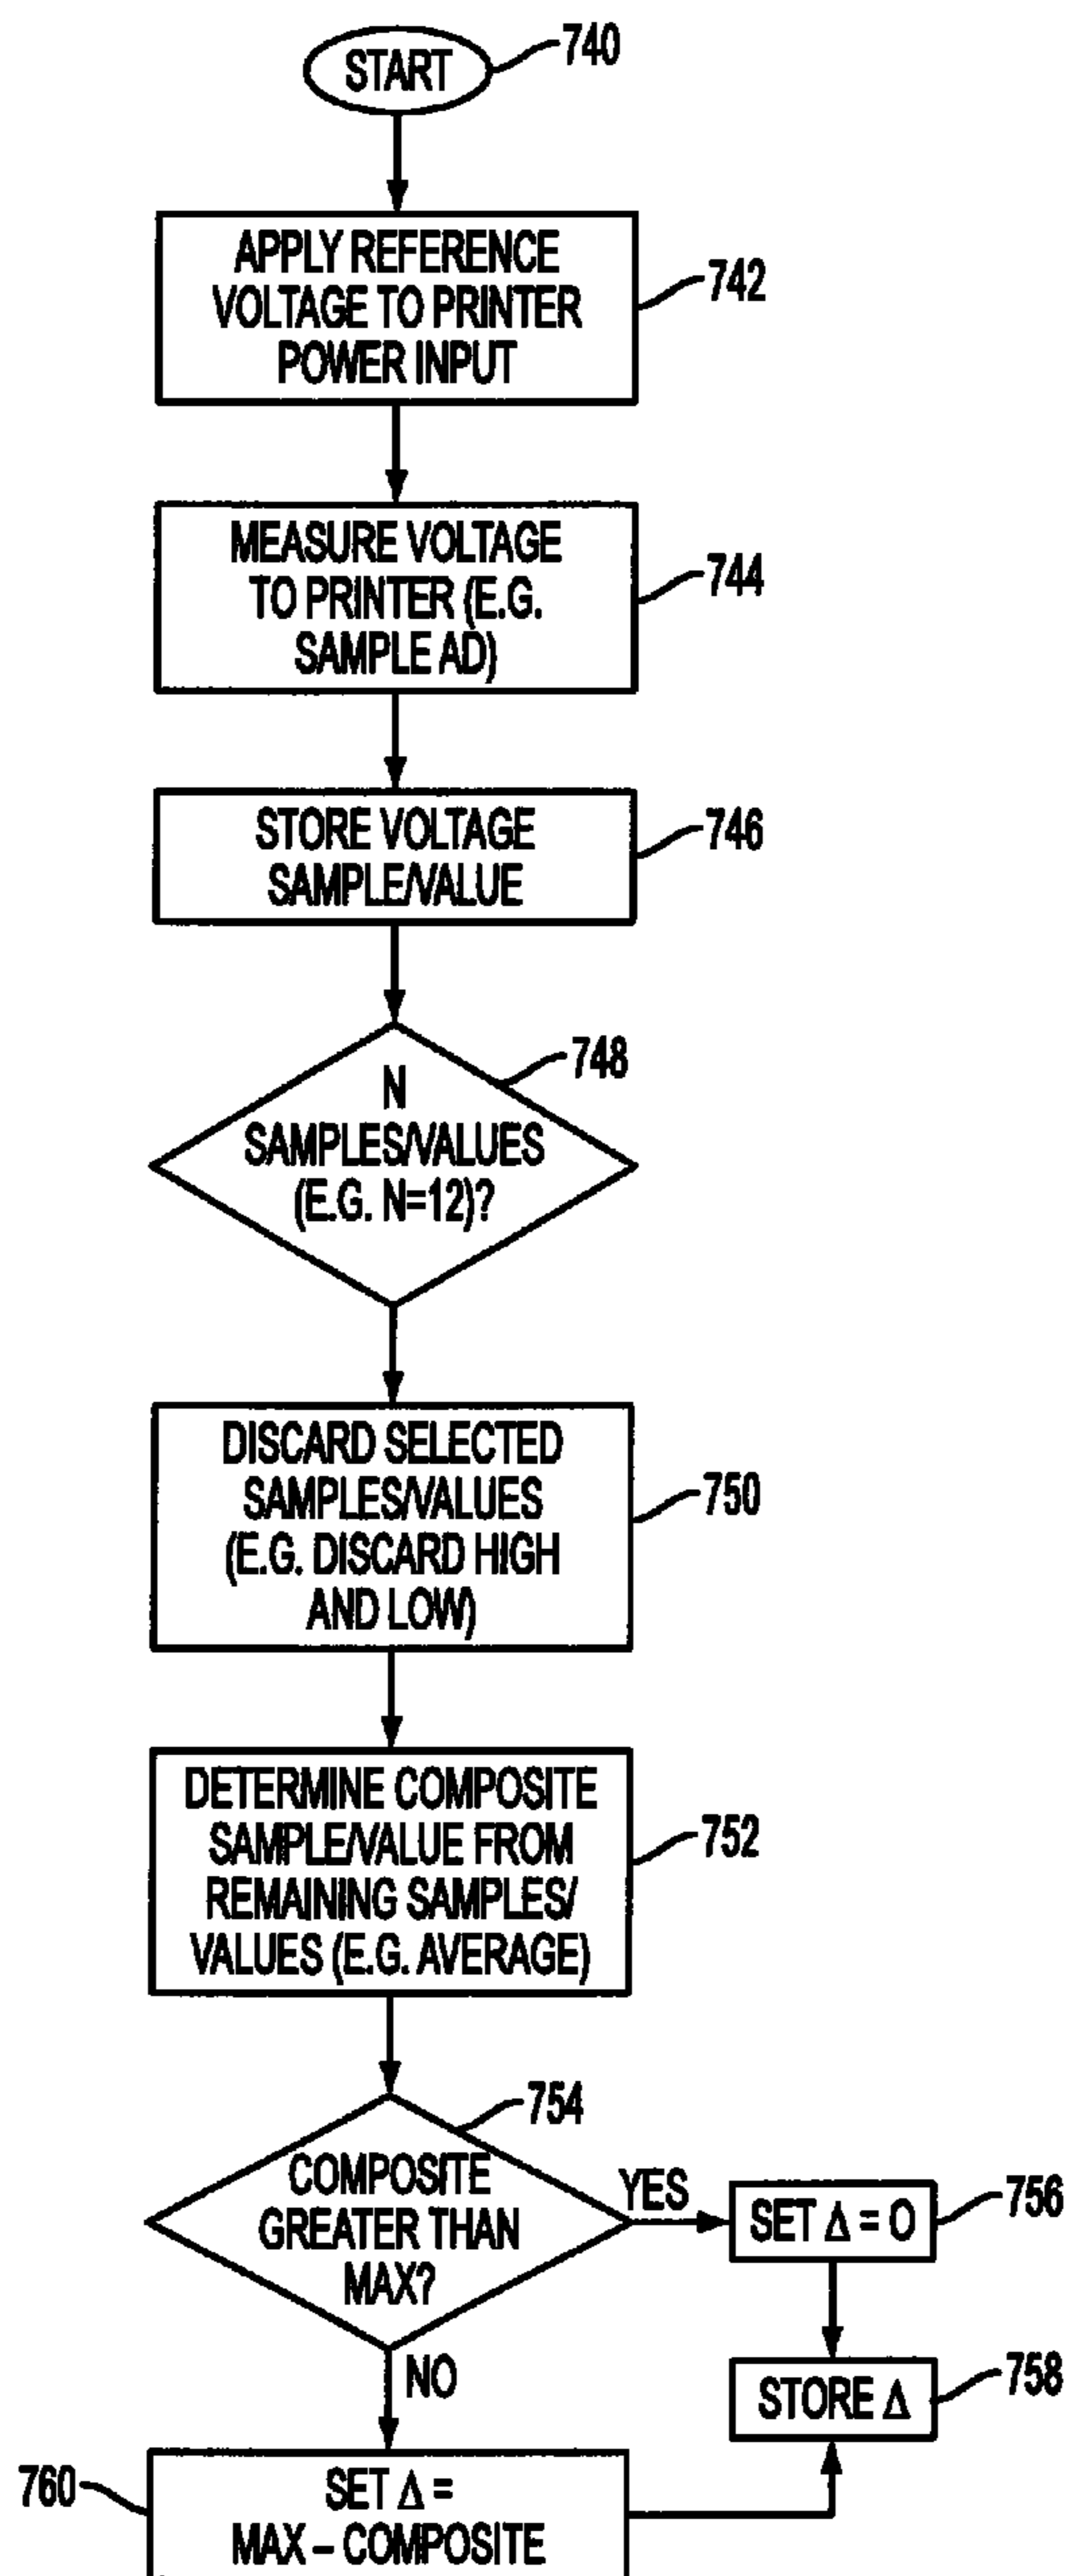 START
740
APPLY REFERENCE
VOLTAGE TO PRINTER
POWER INPUT
742
MEASURE VOLTAGE
TO PRINTER (E.G.
SAMPLE AD)
744
STORE VOLTAGE
SAMPLE/VALUE
746
N
SAMPLES/VALUES
(E.G. N=12)?
748
DISCARD SELECTED
SAMPLES/VALUES
(E.G. DISCARD HIGH
AND LOW)
750
DETERMINE COMPOSITE
SAMPLE/VALUE FROM
REMAINING SAMPLES/
VALUES (E.G. AVERAGE)
752
COMPOSITE
GREATER THAN
MAX?
754
YES
SET Δ = O
756
NO
STORE Δ
758
SET Δ =
MAX – COMPOSITE
760